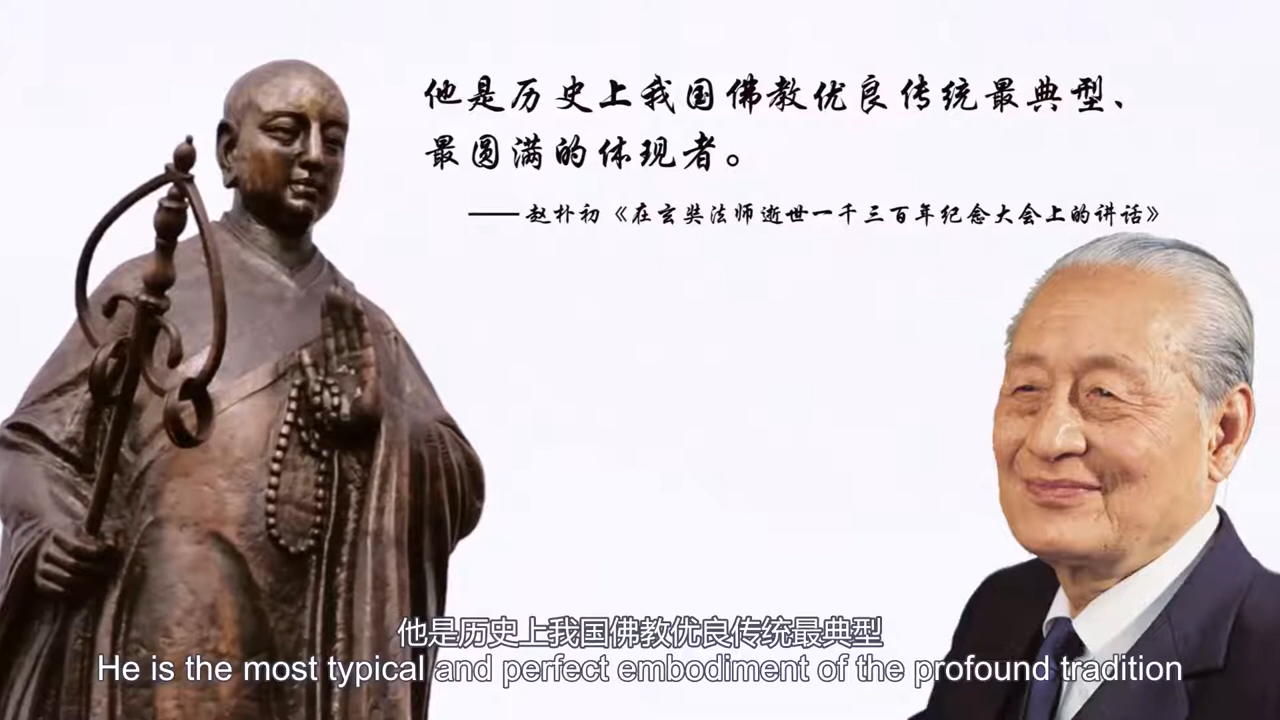 他是历史上我国佛教优良传统最典型、
最圆满的体现者。
——赵朴初《在玄奘法师逝世一千三百年纪念大会上的讲话》
他是历史上我国佛教优良传统最典型
He is the most typical and perfect embodiment of the profound tradition